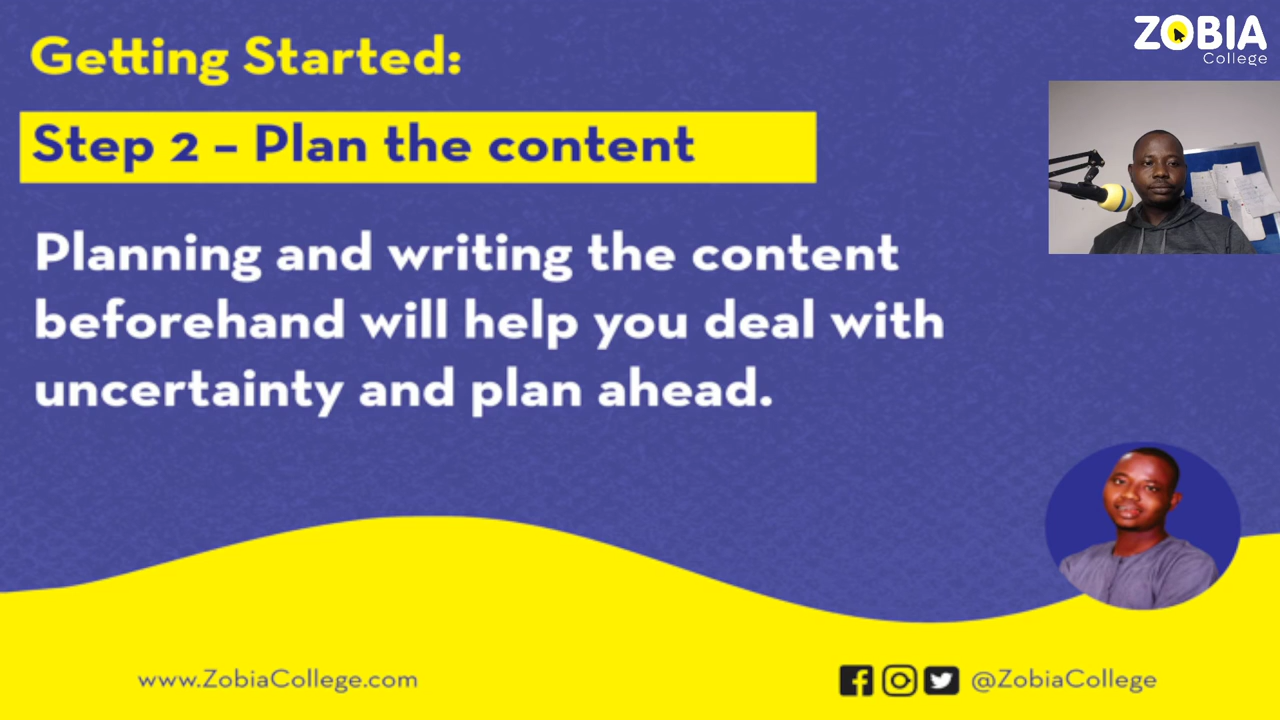 Getting Started:
ZOBIA
College
Step 2 – Plan the content
Planning and writing the content
beforehand will help you deal with
uncertainty and plan ahead.
www.ZobiaCollege.com
@ZobiaCollege